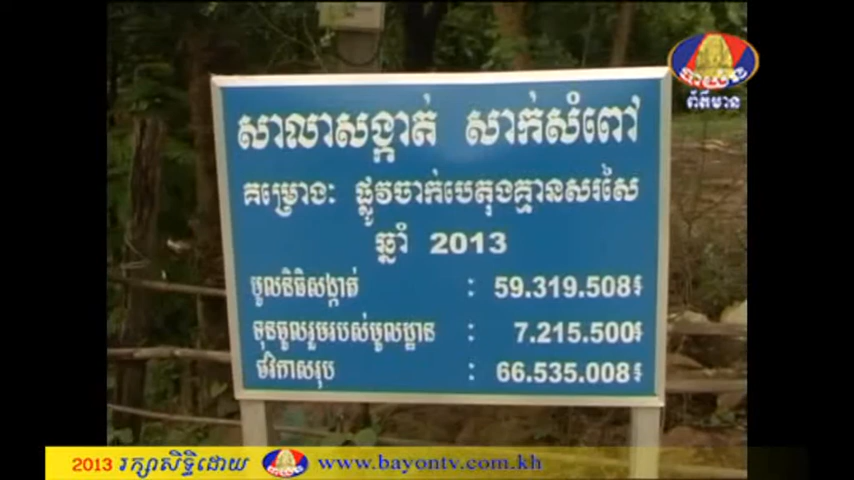 បាយ័ន
ព័ត៌មាន
សាលាសង្កាត់ សាក់សំពៅ
គម្រោង: ផ្លូវចាក់បេតុងគ្មានសរសៃ
ឆ្នាំ 2013
មូលនិធិសង្កាត់ : 59.319.508៛
ទុនចូលរួមរបស់មូលដ្ឋាន : 7.215.500៛
ថវិកាសរុប : 66.535.008៛
2013 រក្សាសិទ្ធិដោយ www.bayontv.com.kh